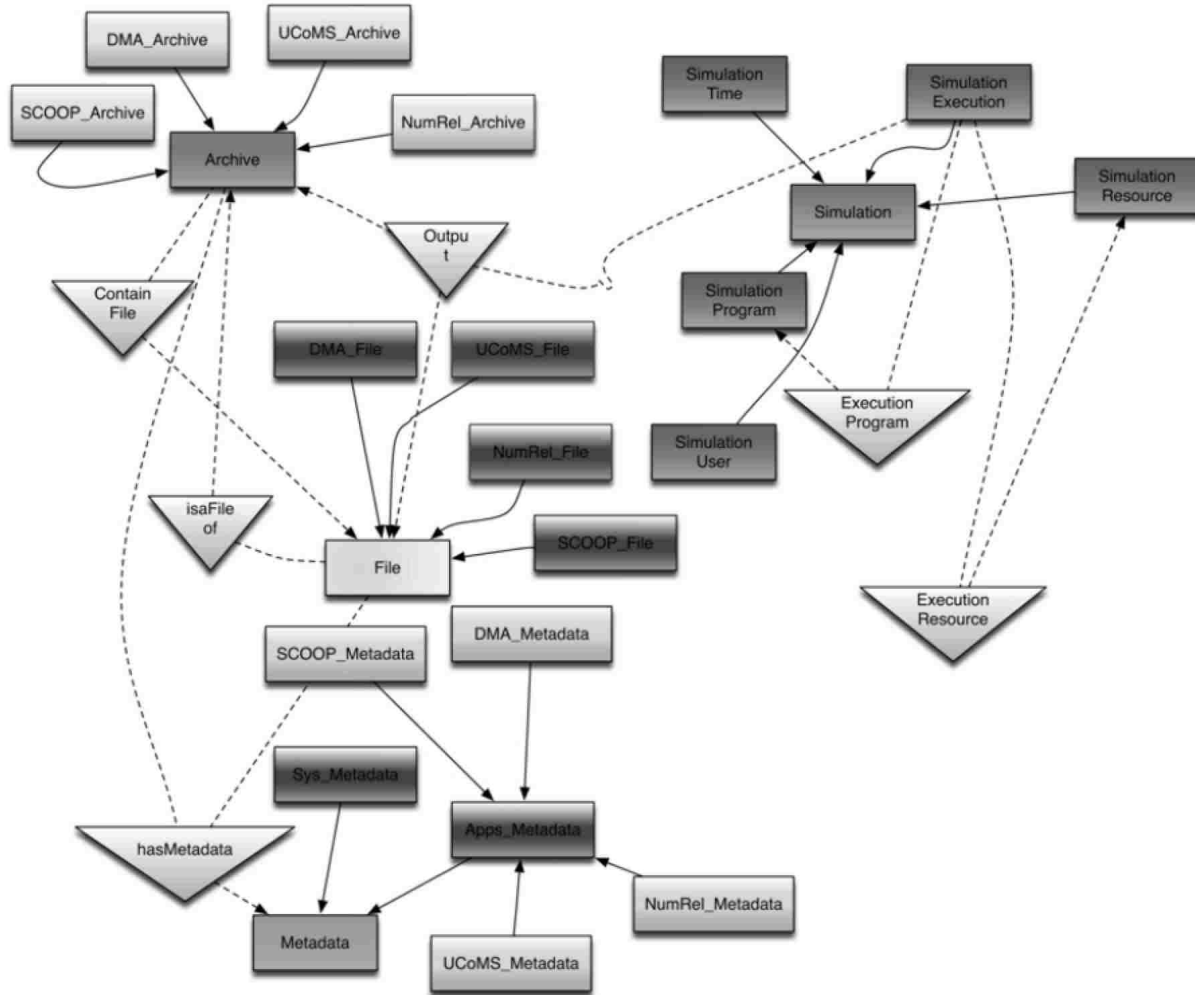 DMA_Archive
UCoMS_Archive
SCOOP_Archive
NumRel_Archive
Archive
Simulation
Time
Simulation
Execution
Simulation
Resource
Simulation
Outpu
t
Contain
File
Simulation
Program
DMA_File
UCoMS_File
Execution
Program
Simulation
User
NumRel_File
isaFile
of
SCOOP_File
File
Execution
Resource
DMA_Metadata
SCOOP_Metadata
Sys_Metadata
Apps_Metadata
hasMetadata
NumRel_Metadata
Metadata
UCoMS_Metadata